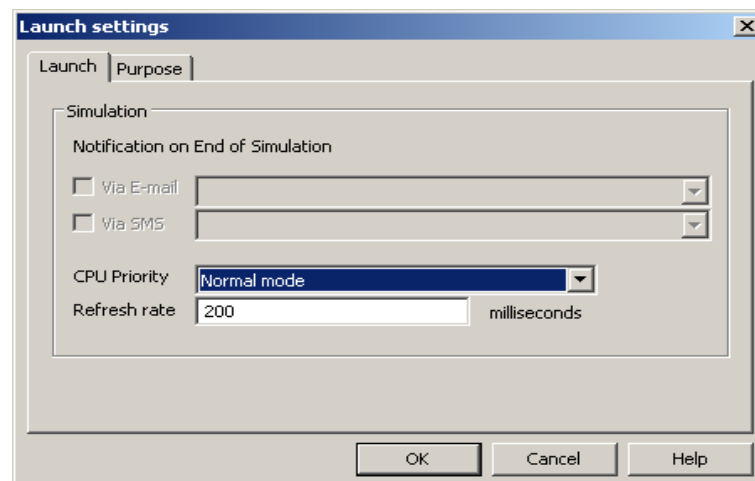 Launch settings
Launch Purpose
Simulation
Notification on End of Simulation
Via E-mail
Via SMS
CPU Priority Normal mode
Refresh rate 200 milliseconds
OK Cancel Help